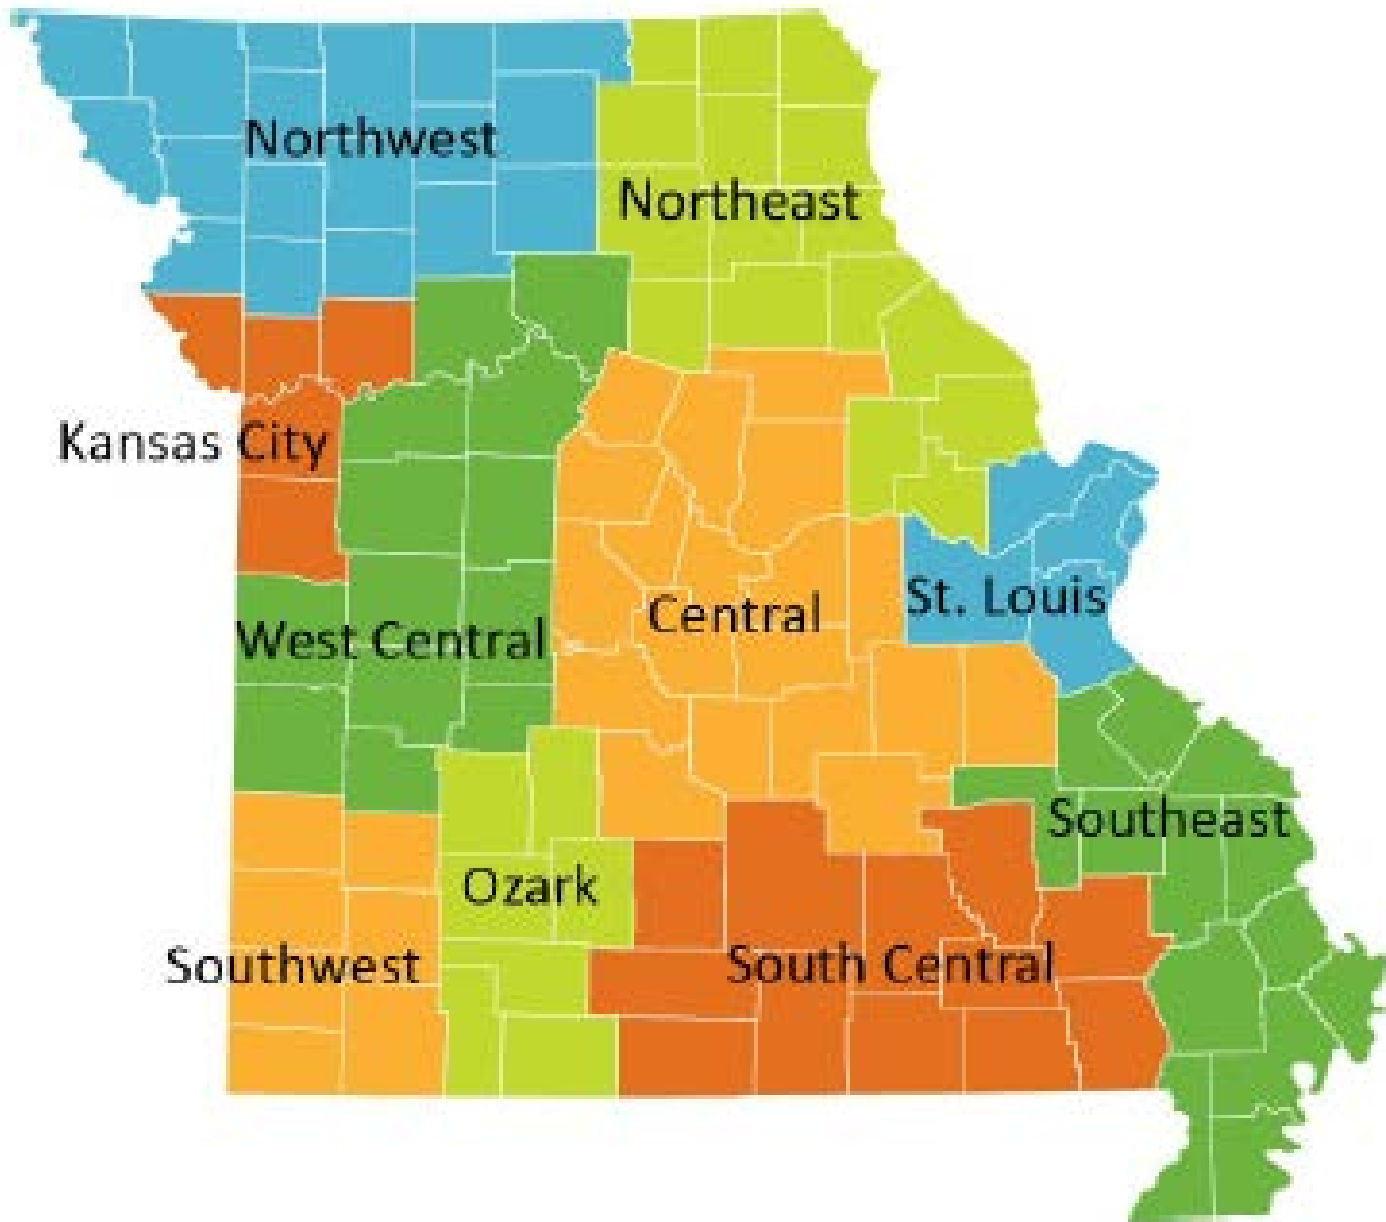 Northwest
Northeast
Kansas City
St. Louis
Central
West Central
Southeast
Ozark
Southwest
South Central